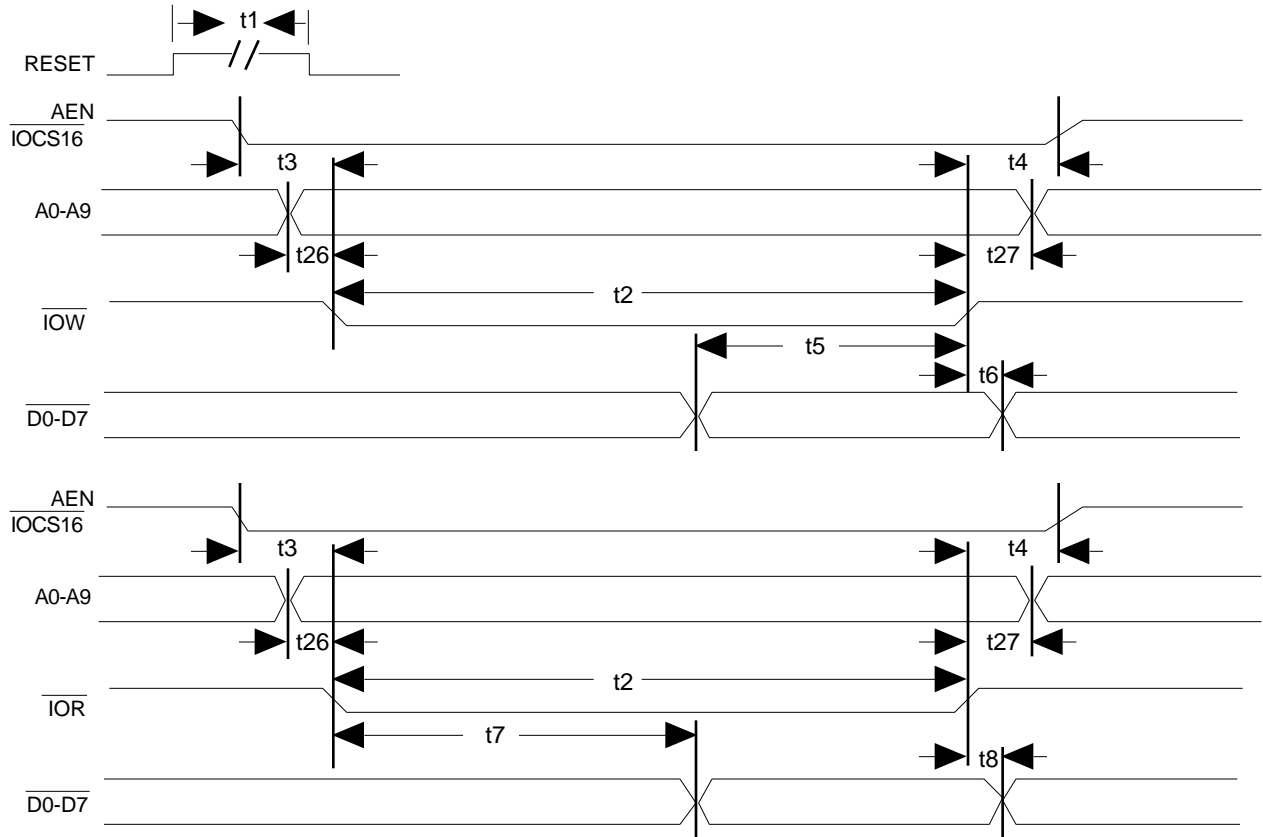 t1
RESET
AEN
IOCS16
t3
t4
A0-A9
t26
t27
t2
IOW
t5
t6
D0-D7
AEN
IOCS16
t3
t4
A0-A9
t26
t27
t2
IOR
t7
t8
D0-D7